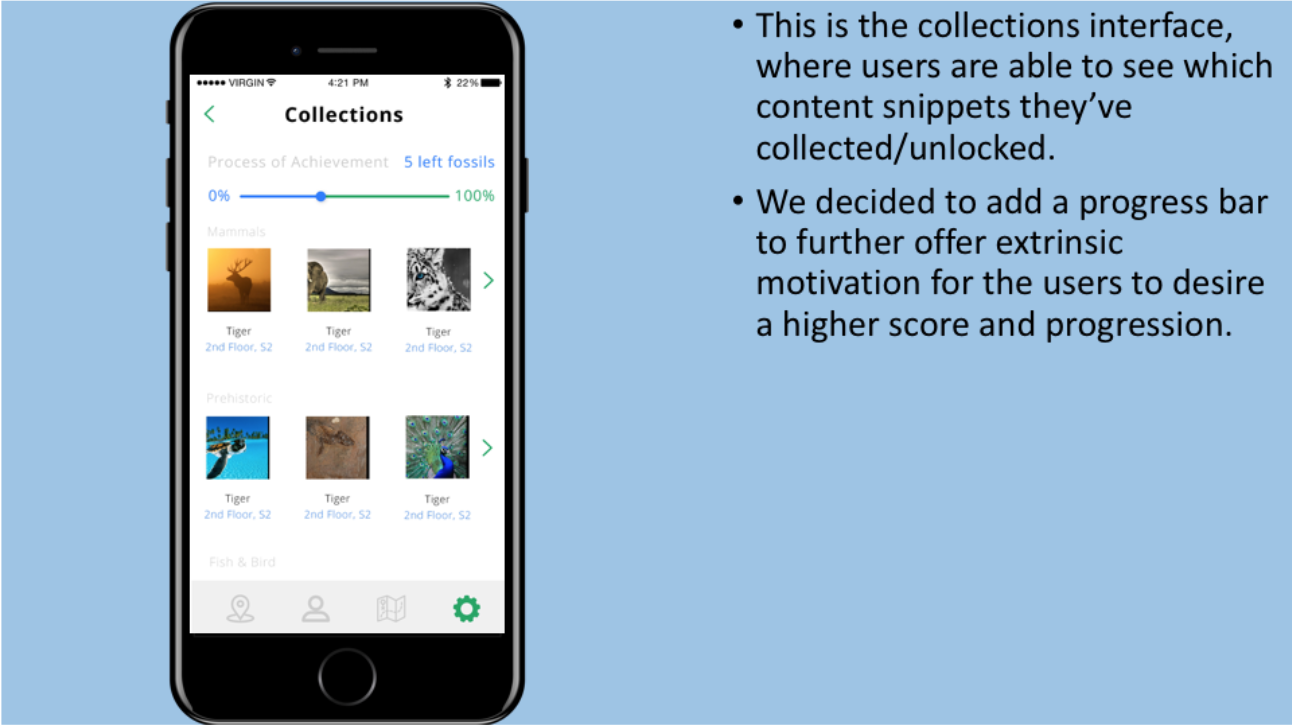 VIRGIN 4:21 PM 22%
Collections
Process of Achievement 5 left fossils
0% 100%
Mammals
Tiger Tiger Tiger
2nd Floor, S2 2nd Floor, S2 2nd Floor, S2
Prehistoric
Tiger Tiger Tiger
2nd Floor, S2 2nd Floor, S2 2nd Floor, S2
Fish & Bird
• This is the collections interface,
where users are able to see which
content snippets they’ve
collected/unlocked.
• We decided to add a progress bar
to further offer extrinsic
motivation for the users to desire
a higher score and progression.